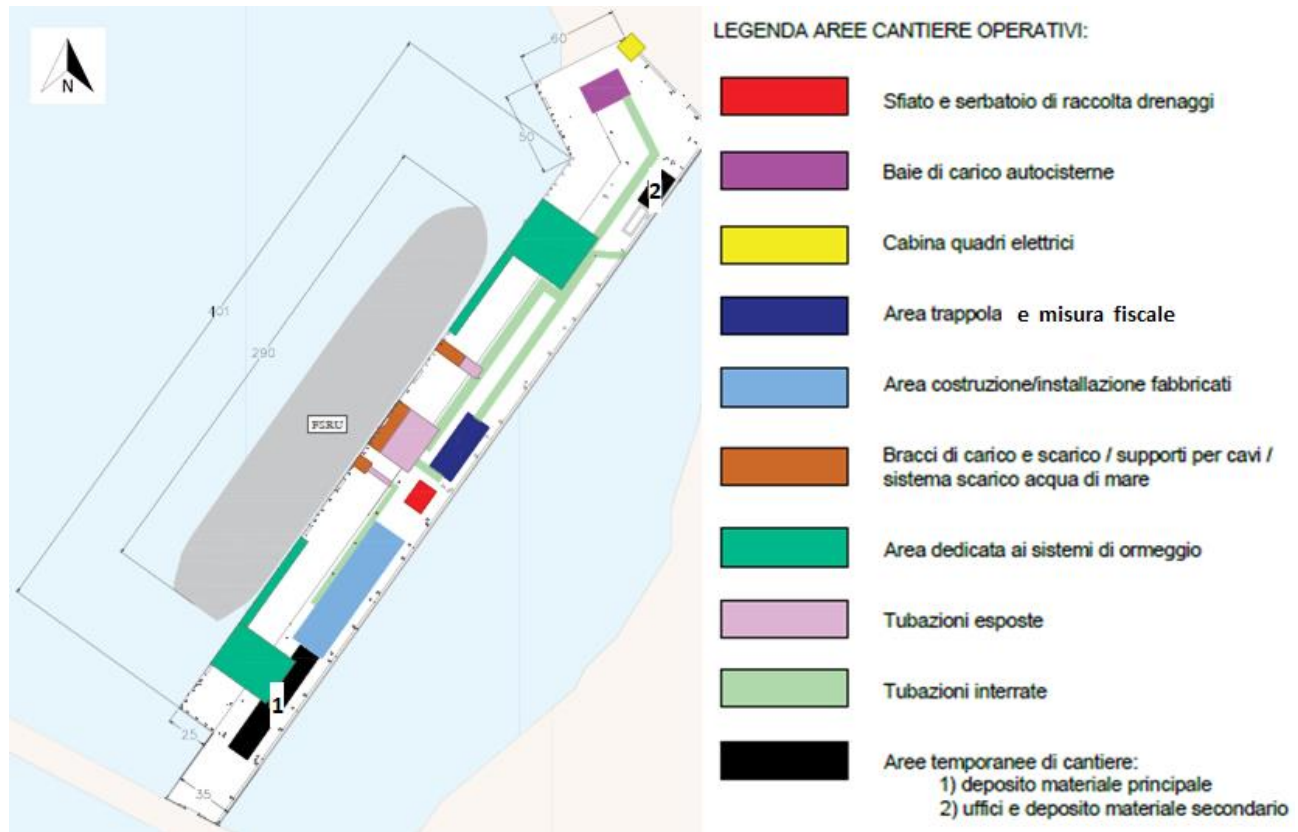 N
60
50
2
401
290
FSRU
1
25
35
LEGENDA AREE CANTIERE OPERATIVI:
Sfiato e serbatoio di raccolta drenaggi
Baie di carico autocisterne
Cabina quadri elettrici
Area trappola e misura fiscale
Area costruzione/installazione fabbricati
Bracci di carico e scarico / supporti per cavi /
sistema scarico acqua di mare
Area dedicata ai sistemi di ormeggio
Tubazioni esposte
Tubazioni interrate
Aree temporanee di cantiere:
1) deposito materiale principale
2) uffici e deposito materiale secondario